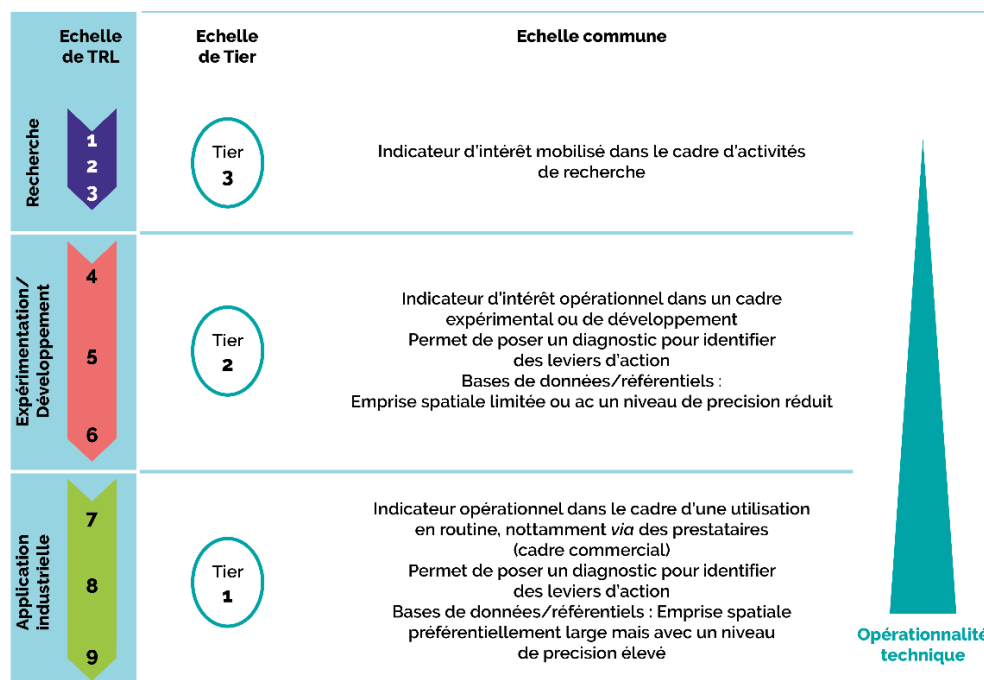 Echelle
de TRL
Echelle
de Tier
Echelle commune
Recherche
1
2
3
Tier
3
Indicateur d'intérêt mobilisé dans le cadre d'activités
de recherche
Expérimentation/
Développement
4
5
6
Tier
2
Indicateur d'intérêt opérationnel dans un cadre
expérimental ou de développement
Permet de poser un diagnostic pour identifier
des leviers d'action
Bases de données/référentiels :
Emprise spatiale limitée ou ac un niveau de precision réduit
Application
industrielle
7
8
9
Tier
1
Indicateur opérationnel dans le cadre d'une utilisation
en routine, nottamment via des prestataires
(cadre commercial)
Permet de poser un diagnostic pour identifier
des leviers d'action
Bases de données/référentiels : Emprise spatiale
préférentiellement large mais avec un niveau
de precision élevé
Opérationnalité
technique